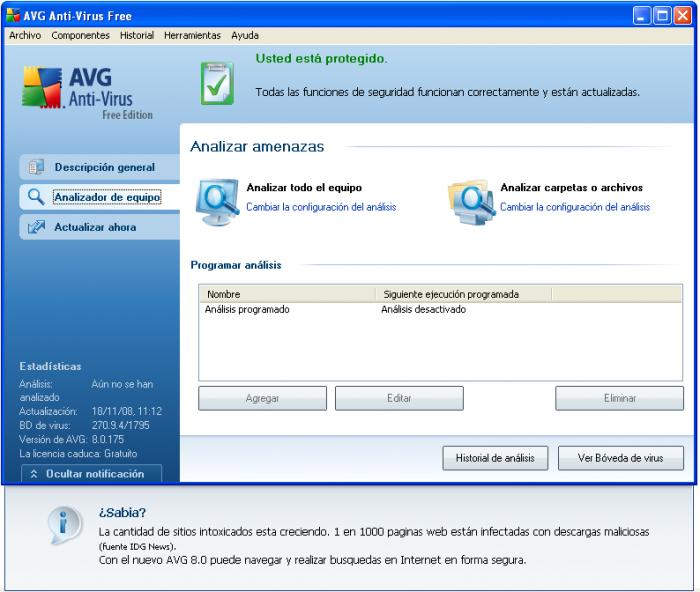 AVG Anti-Virus Free
Archivo Componentes Historial Herramientas Ayuda
AVG
Anti-Virus
Free Edition
Usted está protegido.
Todas las funciones de seguridad funcionan correctamente y están actualizadas.
Descripción general
Analizador de equipo
Actualizar ahora
Analizar amenazas
Analizar todo el equipo
Cambiar la configuración del análisis
Analizar carpetas o archivos
Cambiar la configuración del análisis
Programar análisis
Nombre Siguiente ejecución programada
Análisis programado Análisis desactivado
Agregar Editar Eliminar
Estadísticas
Análisis: Aún no se han
analizado
Actualización: 18/11/08, 11:12
BD de virus: 270.9.4/1795
Versión de AVG: 8.0.175
La licencia caduca: Gratuito
Ocultar notificación
Historial de análisis Ver Bóveda de virus
¿Sabia?
La cantidad de sitios intoxicados esta creciendo. 1 en 1000 paginas web están infectadas con descargas maliciosas
(fuente IDG News).
Con el nuevo AVG 8.0 puede navegar y realizar busquedas en Internet en forma segura.